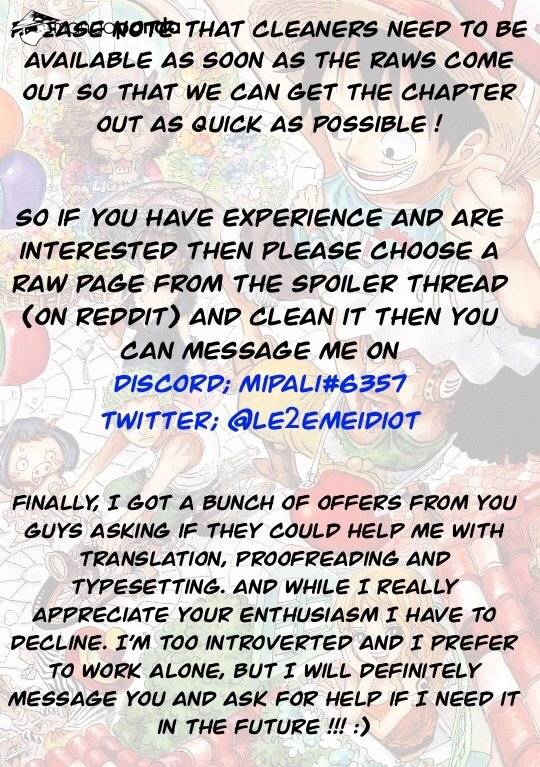 NOTE THAT CLEANERS NEED TO BE
AVAILABLE AS SOON AS THE RAWS COME
OUT SO THAT WE CAN GET THE CHAPTER
OUT AS QUICK AS POSSIBLE !
SO IF YOU HAVE EXPERIENCE AND ARE
INTERESTED THEN PLEASE CHOOSE A
RAW PAGE FROM THE SPOILER THREAD
(ON REDDIT) AND CLEAN IT THEN YOU
CAN MESSAGE ME ON
DISCORD; MIPALI#6357
TWITTER; @LE2EMEIDIOT
FINALLY, I GOT A BUNCH OF OFFERS FROM YOU
GUYS ASKING IF THEY COULD HELP ME WITH
TRANSLATION, PROOFREADING AND
TYPESETTING. AND WHILE I REALLY
APPRECIATE YOUR ENTHUSIASM I HAVE TO
DECLINE. I'M TOO INTROVERTED AND I PREFER
TO WORK ALONE, BUT I WILL DEFINITELY
MESSAGE YOU AND ASK FOR HELP IF I NEED IT
IN THE FUTURE !!! :)